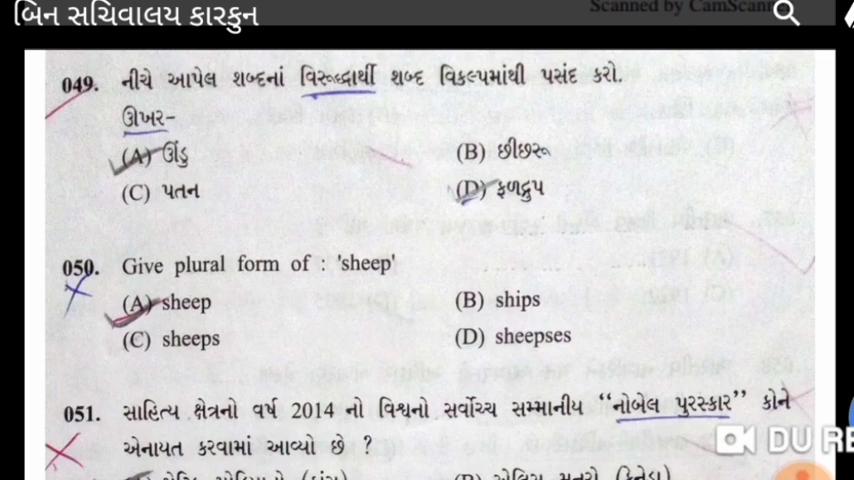 બિન સચિવાલય કારકુન
Scanned by CamScanner
049. નીચે આપેલ શબ્દનાં વિરૂદ્ધાર્થી શબ્દ વિકલ્પમાંથી પસંદ કરો.
ઊખર-
(A) ઊંડુ (B) છીછરૂ
(C) પતન (D) ફળદ્રુપ
050. Give plural form of : 'sheep'
(A) sheep (B) ships
(C) sheeps (D) sheepses
051. સાહિત્ય ક્ષેત્રનો વર્ષ 2014 નો વિશ્વનો સર્વોચ્ચ સમ્માનીય “નોબેલ પુરસ્કાર” કોને
DU RE
એનાયત કરવામાં આવ્યો છે ?